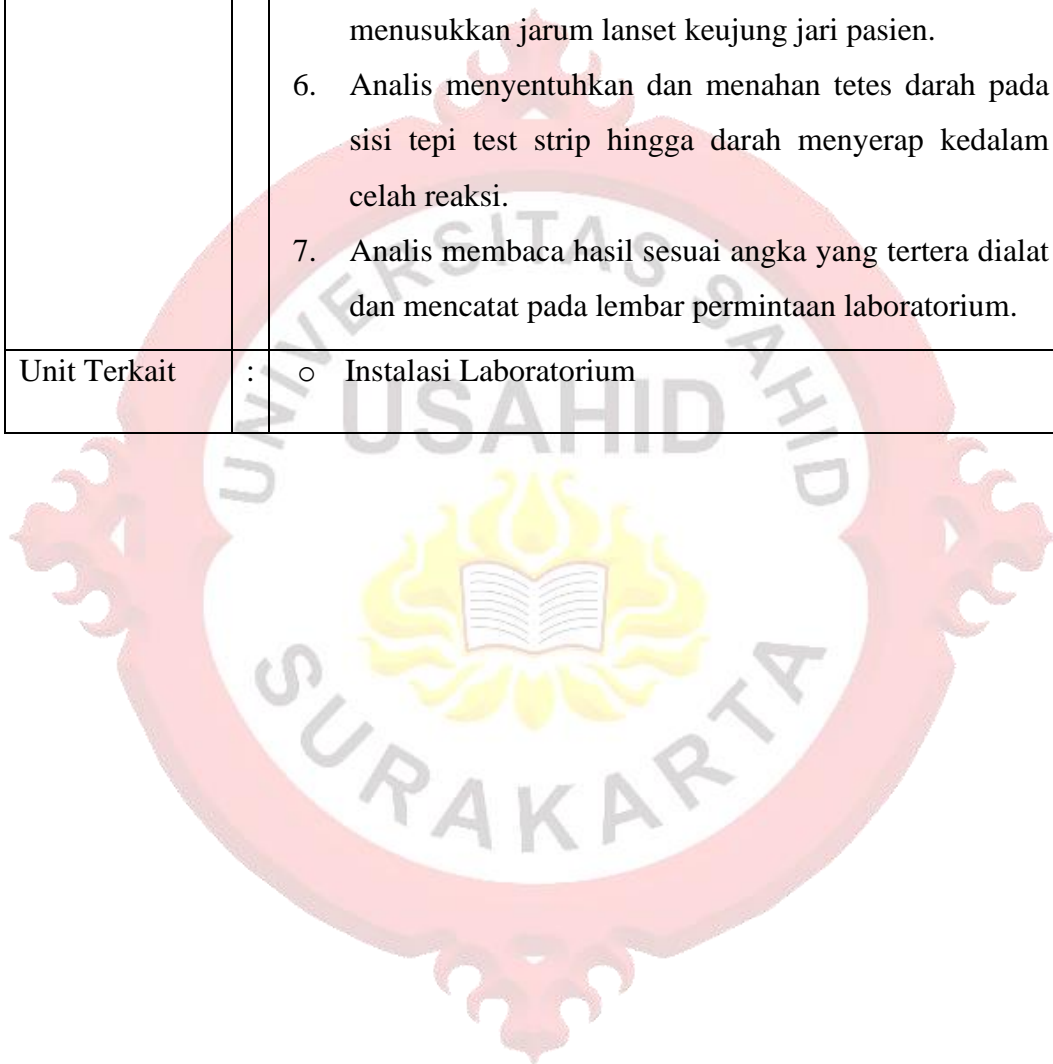 menusukkan jarum lanset keujung jari pasien.
6. Analis menyentuhkan dan menahan tetes darah pada
sisi tepi test strip hingga darah menyerap kedalam
celah reaksi.
7. Analis membaca hasil sesuai angka yang tertera dialat
dan mencatat pada lembar permintaan laboratorium.
Unit Terkait : o Instalasi Laboratorium
UNIVERSITAS SAHID
USAHID
SURAKARTA